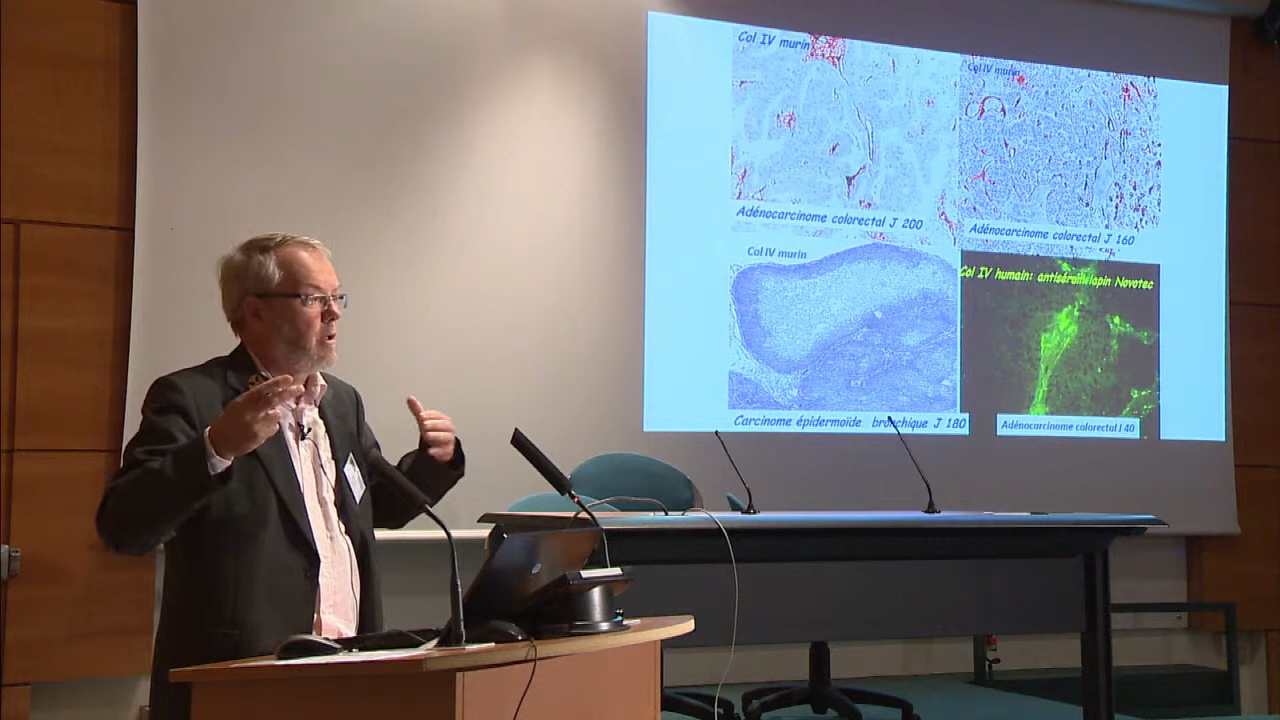 Col IV murin
Col IV murin
Adénocarcinome colorectal J 200
Adénocarcinome colorectal J 160
Col IV murin
Col IV humain: antisérum lapin Novotec
Carcinome épidermoïde bronchique J 180
Adénocarcinome colorectal J 40